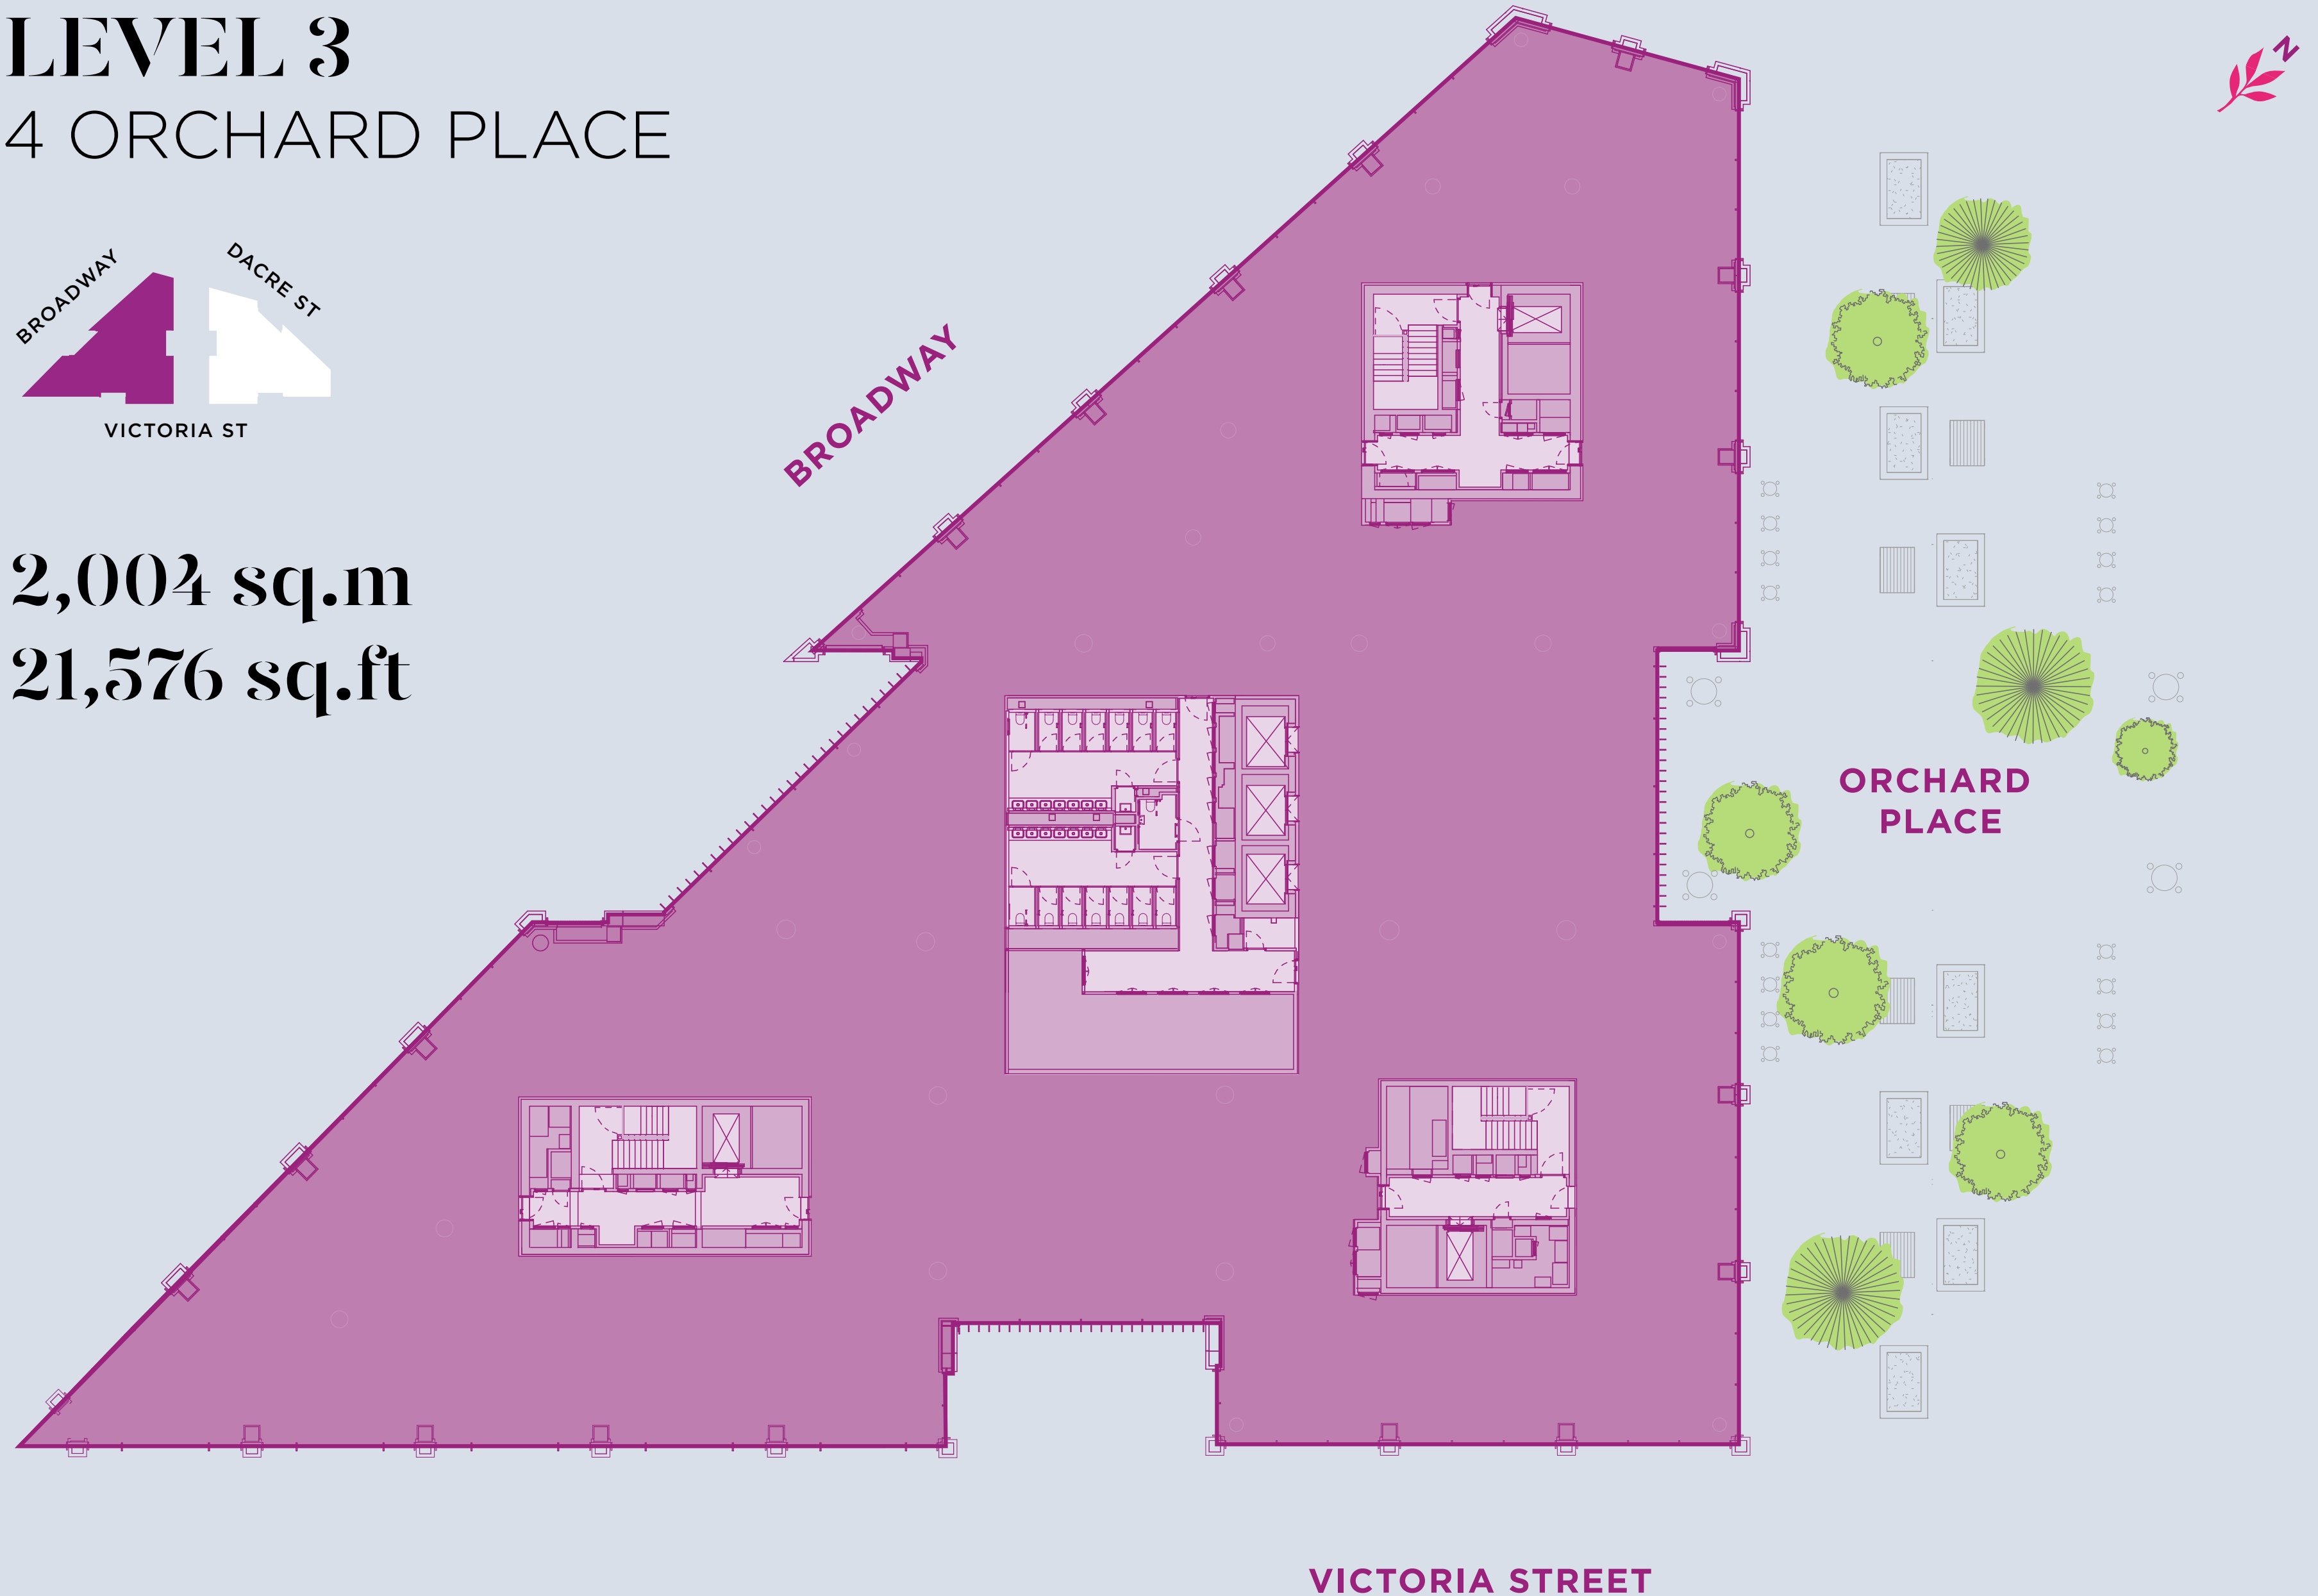 LEVEL 3
4 ORCHARD PLACE
N
BROADWAY
DACRE ST
VICTORIA ST
BROADWAY
2,004 sq.m
21,576 sq.ft
ORCHARD
PLACE
VICTORIA STREET